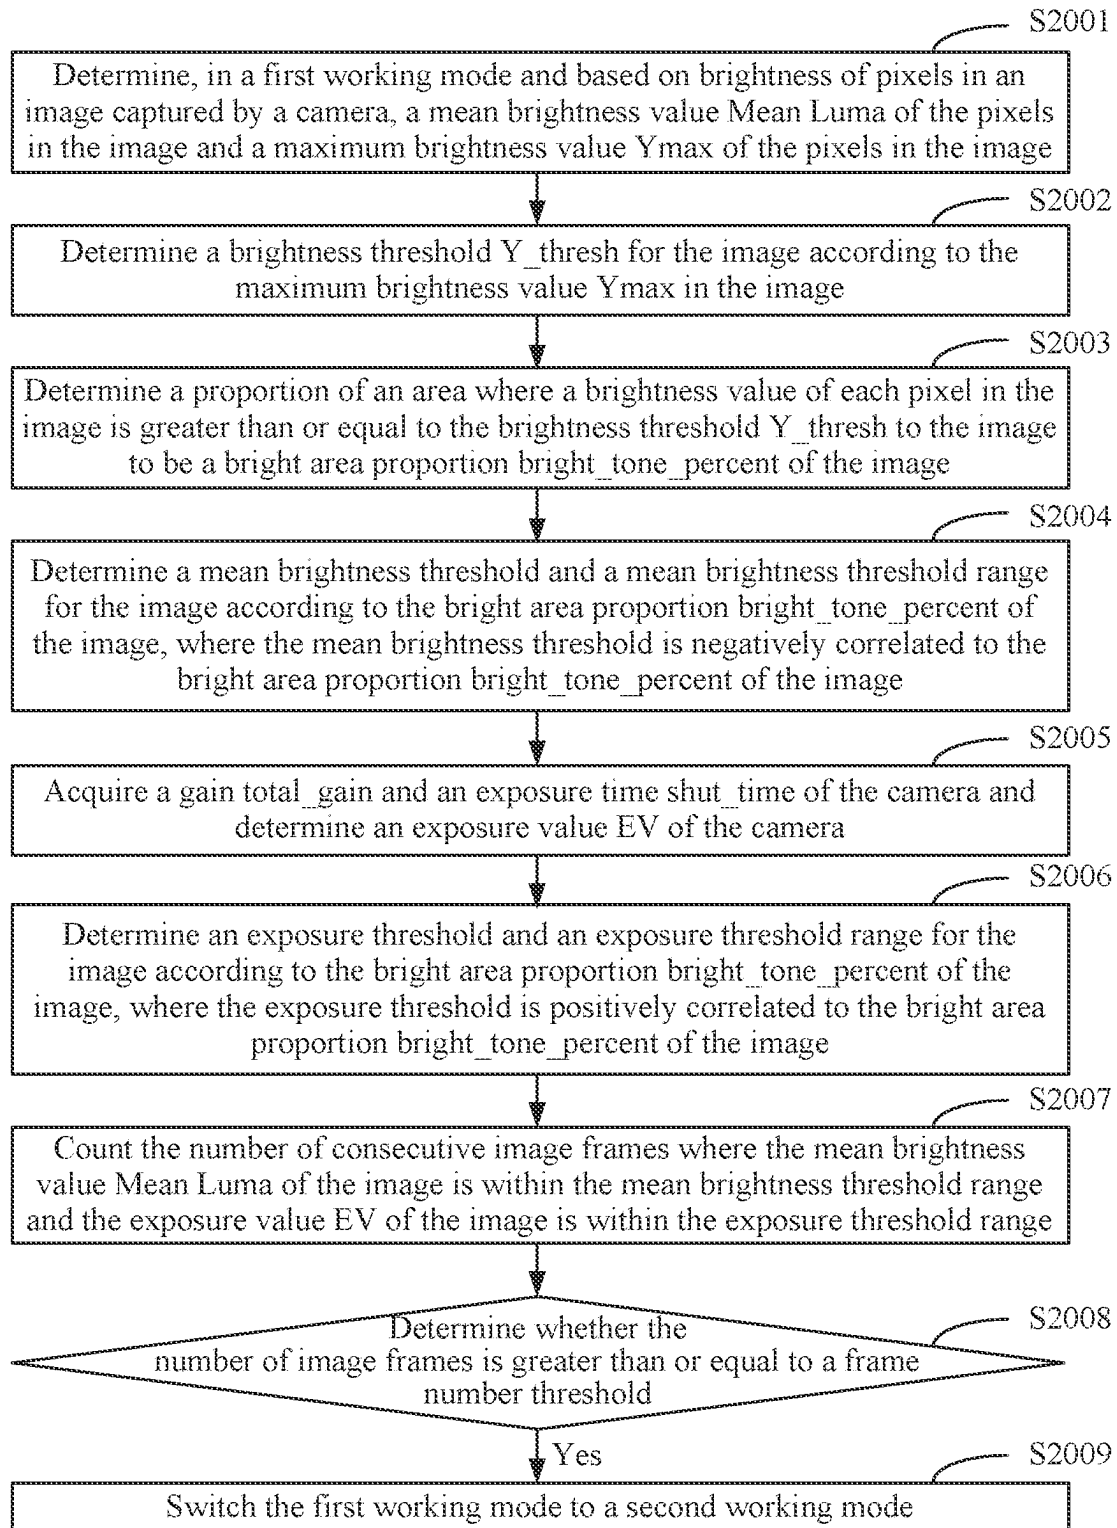 S2001
Determine, in a first working mode and based on brightness of pixels in an
image captured by a camera, a mean brightness value Mean Luma of the pixels
in the image and a maximum brightness value Ymax of the pixels in the image
S2002
Determine a brightness threshold Y_thresh for the image according to the
maximum brightness value Ymax in the image
S2003
Determine a proportion of an area where a brightness value of each pixel in the
image is greater than or equal to the brightness threshold Y_thresh to the image
to be a bright area proportion bright_tone_percent of the image
S2004
Determine a mean brightness threshold and a mean brightness threshold range
for the image according to the bright area proportion bright_tone_percent of
the image, where the mean brightness threshold is negatively correlated to the
bright area proportion bright_tone_percent of the image
S2005
Acquire a gain total_gain and an exposure time shut_time of the camera and
determine an exposure value EV of the camera
S2006
Determine an exposure threshold and an exposure threshold range for the
image according to the bright area proportion bright_tone_percent of the
image, where the exposure threshold is positively correlated to the bright area
proportion bright_tone_percent of the image
S2007
Count the number of consecutive image frames where the mean brightness
value Mean Luma of the image is within the mean brightness threshold range
and the exposure value EV of the image is within the exposure threshold range
S2008
Determine whether the
number of image frames is greater than or equal to a frame
number threshold
Yes
S2009
Switch the first working mode to a second working mode